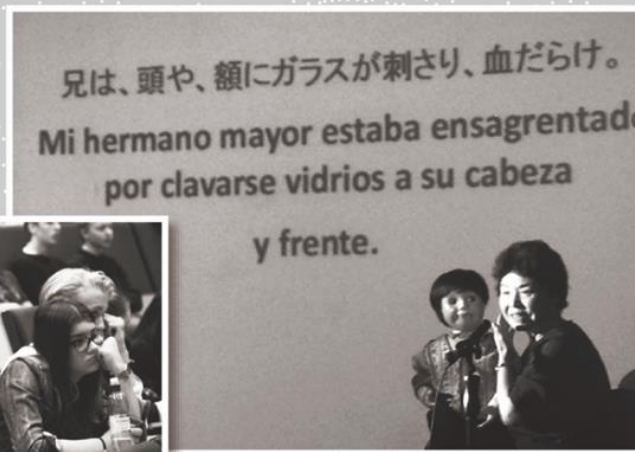 兄は、頭や、額にガラスが刺さり、血だらけ。
Mi hermano mayor estaba ensagrentado
por clavarse vidrios a su cabeza
y frente.